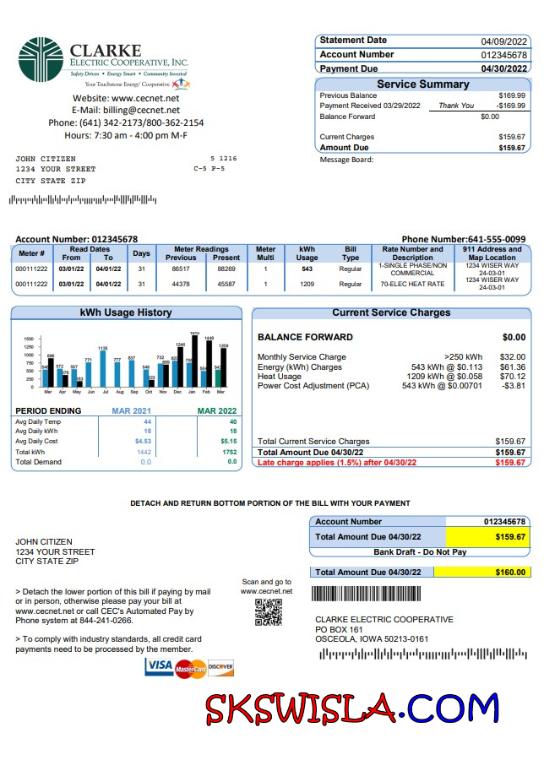 CLARKE
ELECTRIC COOPERATIVE, INC.
Safety Driven • Energy Smart • Community Invested
Your Touchstone Energy® Cooperative
Website: www.cecnet.net
E-Mail: billing@cecnet.net
Phone: (641) 342-2173/800-362-2154
Hours: 7:30 am - 4:00 pm M-F
Statement Date 04/09/2022
Account Number 012345678
Payment Due 04/30/2022
Service Summary
Previous Balance $169.99
Payment Received 03/29/2022 Thank You -$169.99
Balance Forward $0.00
Current Charges $159.67
Amount Due $159.67
Message Board:
JOHN CITIZEN 5 1216
1234 YOUR STREET C-5 P-5
CITY STATE ZIP
Account Number: 012345678 Phone Number:641-555-0099
Meter # Read Dates From To Days Meter Readings Previous Present Meter Multi kWh Usage Bill Type Rate Number and Description 911 Address and Map Location
000111222 03/01/22 04/01/22 31 86517 88269 1 543 Regular 1-SINGLE PHASE/NON COMMERCIAL 1234 WISER WAY 24-03-01
000111222 03/01/22 04/01/22 31 44378 45587 1 1209 Regular 70-ELEC HEAT RATE 1234 WISER WAY 24-03-01
kWh Usage History
1500
1250
1000
750
500
250
0
Mar Apr May Jun Jul Aug Sep Oct Nov Dec Jan Feb Mar
PERIOD ENDING MAR 2021 MAR 2022
Avg Daily Temp 44 40
Avg Daily kWh 18 18
Avg Daily Cost $4.53 $5.15
Total kWh 1442 1752
Total Demand 0.0 0.0
Current Service Charges
BALANCE FORWARD $0.00
Monthly Service Charge >250 kWh $32.00
Energy (kWh) Charges 543 kWh @ $0.113 $61.36
Heat Usage 1209 kWh @ $0.058 $70.12
Power Cost Adjustment (PCA) 543 kWh @ $0.00701 -$3.81
Total Current Service Charges $159.67
Total Amount Due 04/30/22 $159.67
Late charge applies (1.5%) after 04/30/22 $159.67
DETACH AND RETURN BOTTOM PORTION OF THE BILL WITH YOUR PAYMENT
JOHN CITIZEN
1234 YOUR STREET
CITY STATE ZIP
Account Number 012345678
Total Amount Due 04/30/22 $159.67
Bank Draft - Do Not Pay
Total Amount Due 04/30/22 $160.00
Scan and go to
www.cecnet.net
> Detach the lower portion of this bill if paying by mail
or in person, otherwise please pay your bill at
www.cecnet.net or call CEC's Automated Pay by
Phone system at 844-241-0266.
> To comply with industry standards, all credit card
payments need to be processed by the member.
VISA MasterCard DISCOVER
CLARKE ELECTRIC COOPERATIVE
PO BOX 161
OSCEOLA, IOWA 50213-0161
SKSWISLA.COM